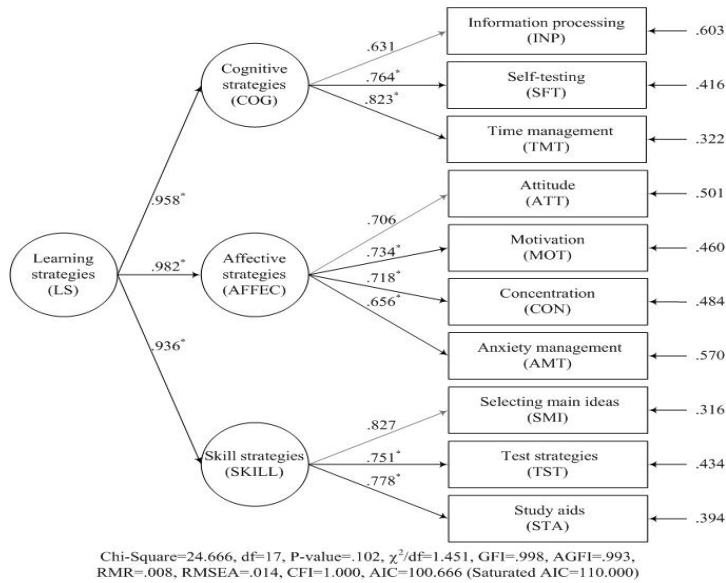 Information processing
(INP)
.603
.631
Cognitive
strategies
(COG)
.764*
Self-testing
(SFT)
.416
.823*
Time management
(TMT)
.322
.958*
Attitude
(ATT)
.501
.706
Learning
strategies
(LS)
.982*
Affective
strategies
(AFFEC)
.734*
Motivation
(MOT)
.460
.718*
Concentration
(CON)
.484
.656*
Anxiety management
(AMT)
.570
.936*
Selecting main ideas
(SMI)
.316
.827
Skill strategies
(SKILL)
.751*
Test strategies
(TST)
.434
.778*
Study aids
(STA)
.394
Chi-Square=24.666, df=17, P-value=.102, χ²/df=1.451, GFI=.998, AGFI=.993,
RMR=.008, RMSEA=.014, CFI=1.000, AIC=100.666 (Saturated AIC=110.000)